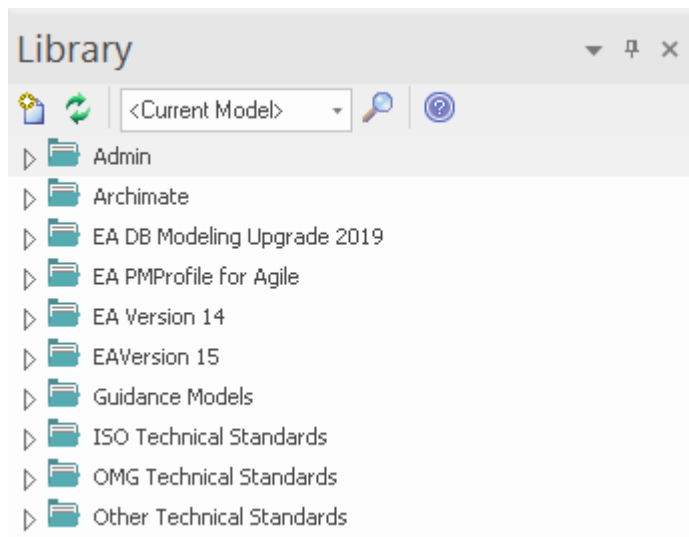 Library
<Current Model>
Admin
Archimate
EA DB Modeling Upgrade 2019
EA PMProfile for Agile
EA Version 14
EAVersion 15
Guidance Models
ISO Technical Standards
OMG Technical Standards
Other Technical Standards